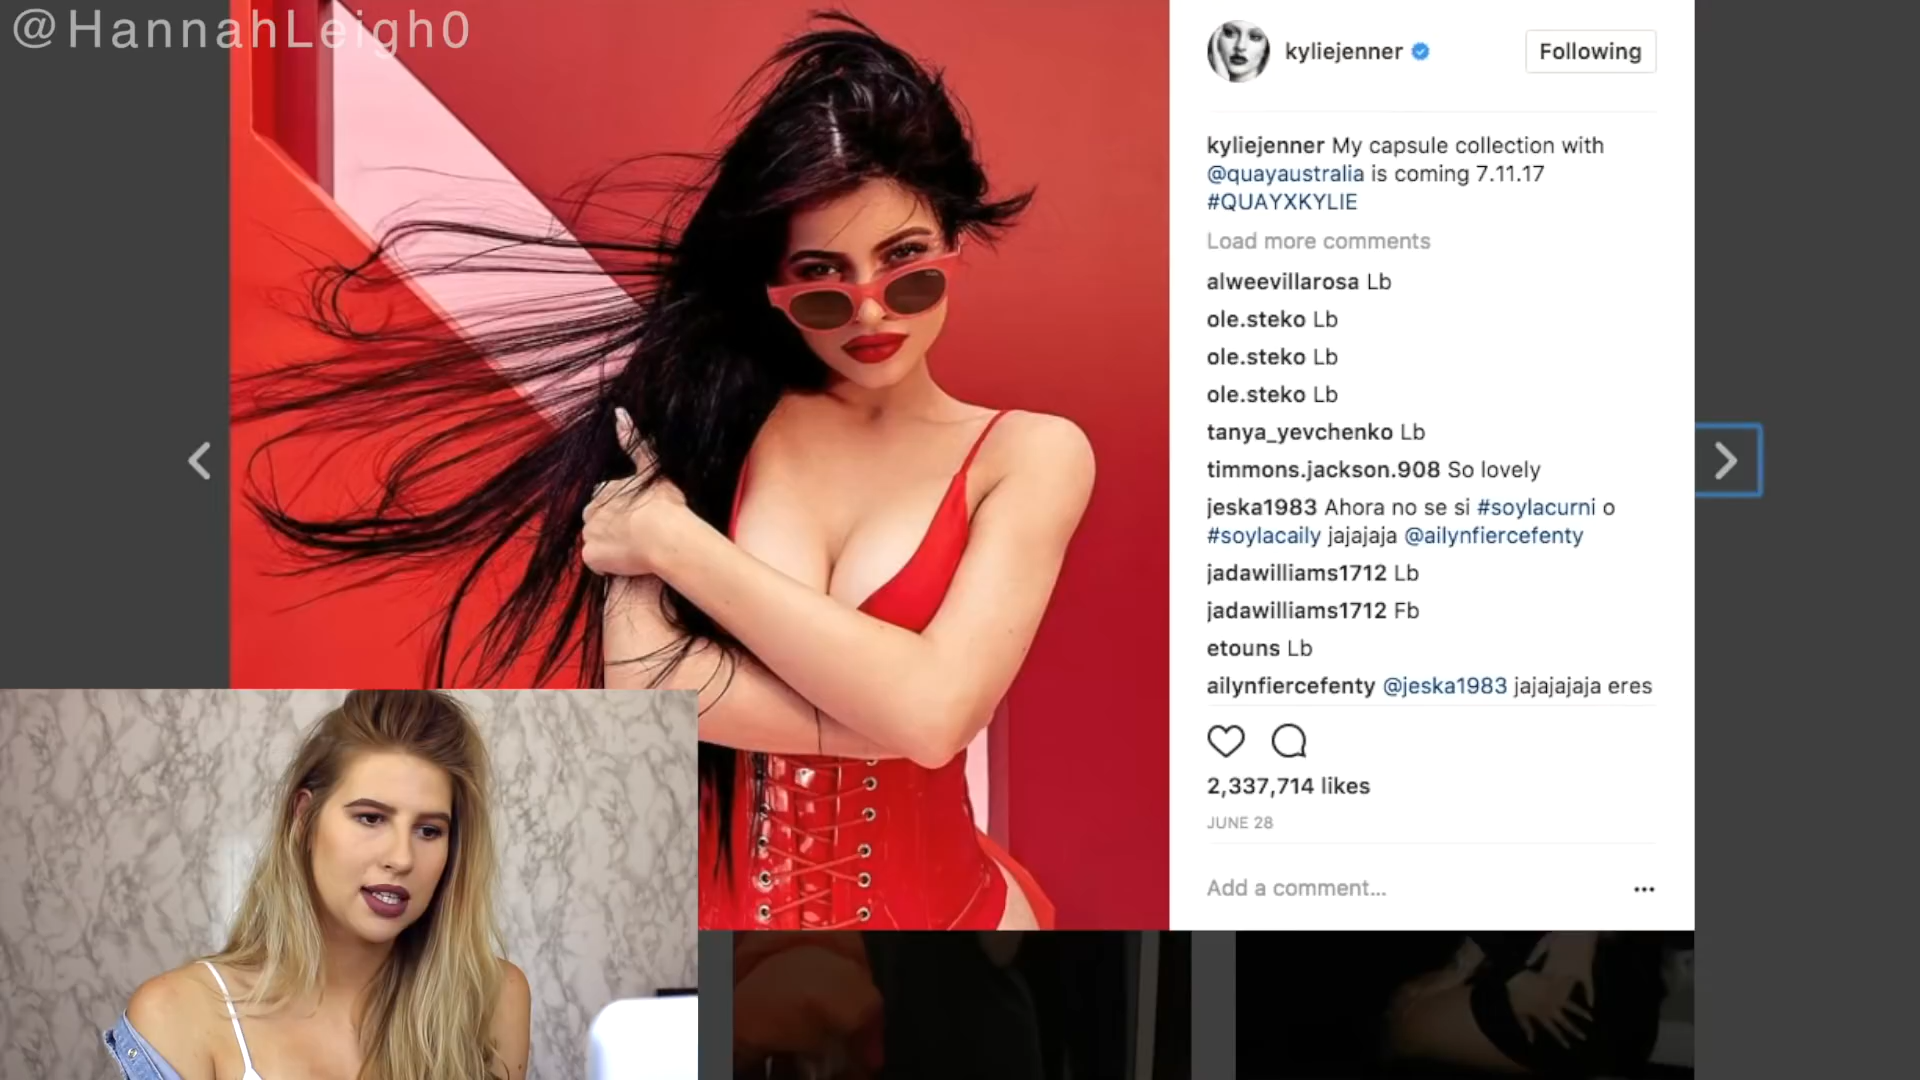 @HannahLeigh0
kyliejenner
Following
kyliejenner My capsule collection with
@quayaustralia is coming 7.11.17
#QUAYXKYLIE
Load more comments
alweevillarosa Lb
ole.steko Lb
ole.steko Lb
ole.steko Lb
tanya_yevchenko Lb
timmons.jackson.908 So lovely
jeska1983 Ahora no se si #soylacurni o
#soylacaily jajajaja @ailynfiercefenty
jadawilliams1712 Lb
jadawilliams1712 Fb
etouns Lb
ailynfiercefenty @jeska1983 jajajajaja eres
2,337,714 likes
JUNE 28
Add a comment...